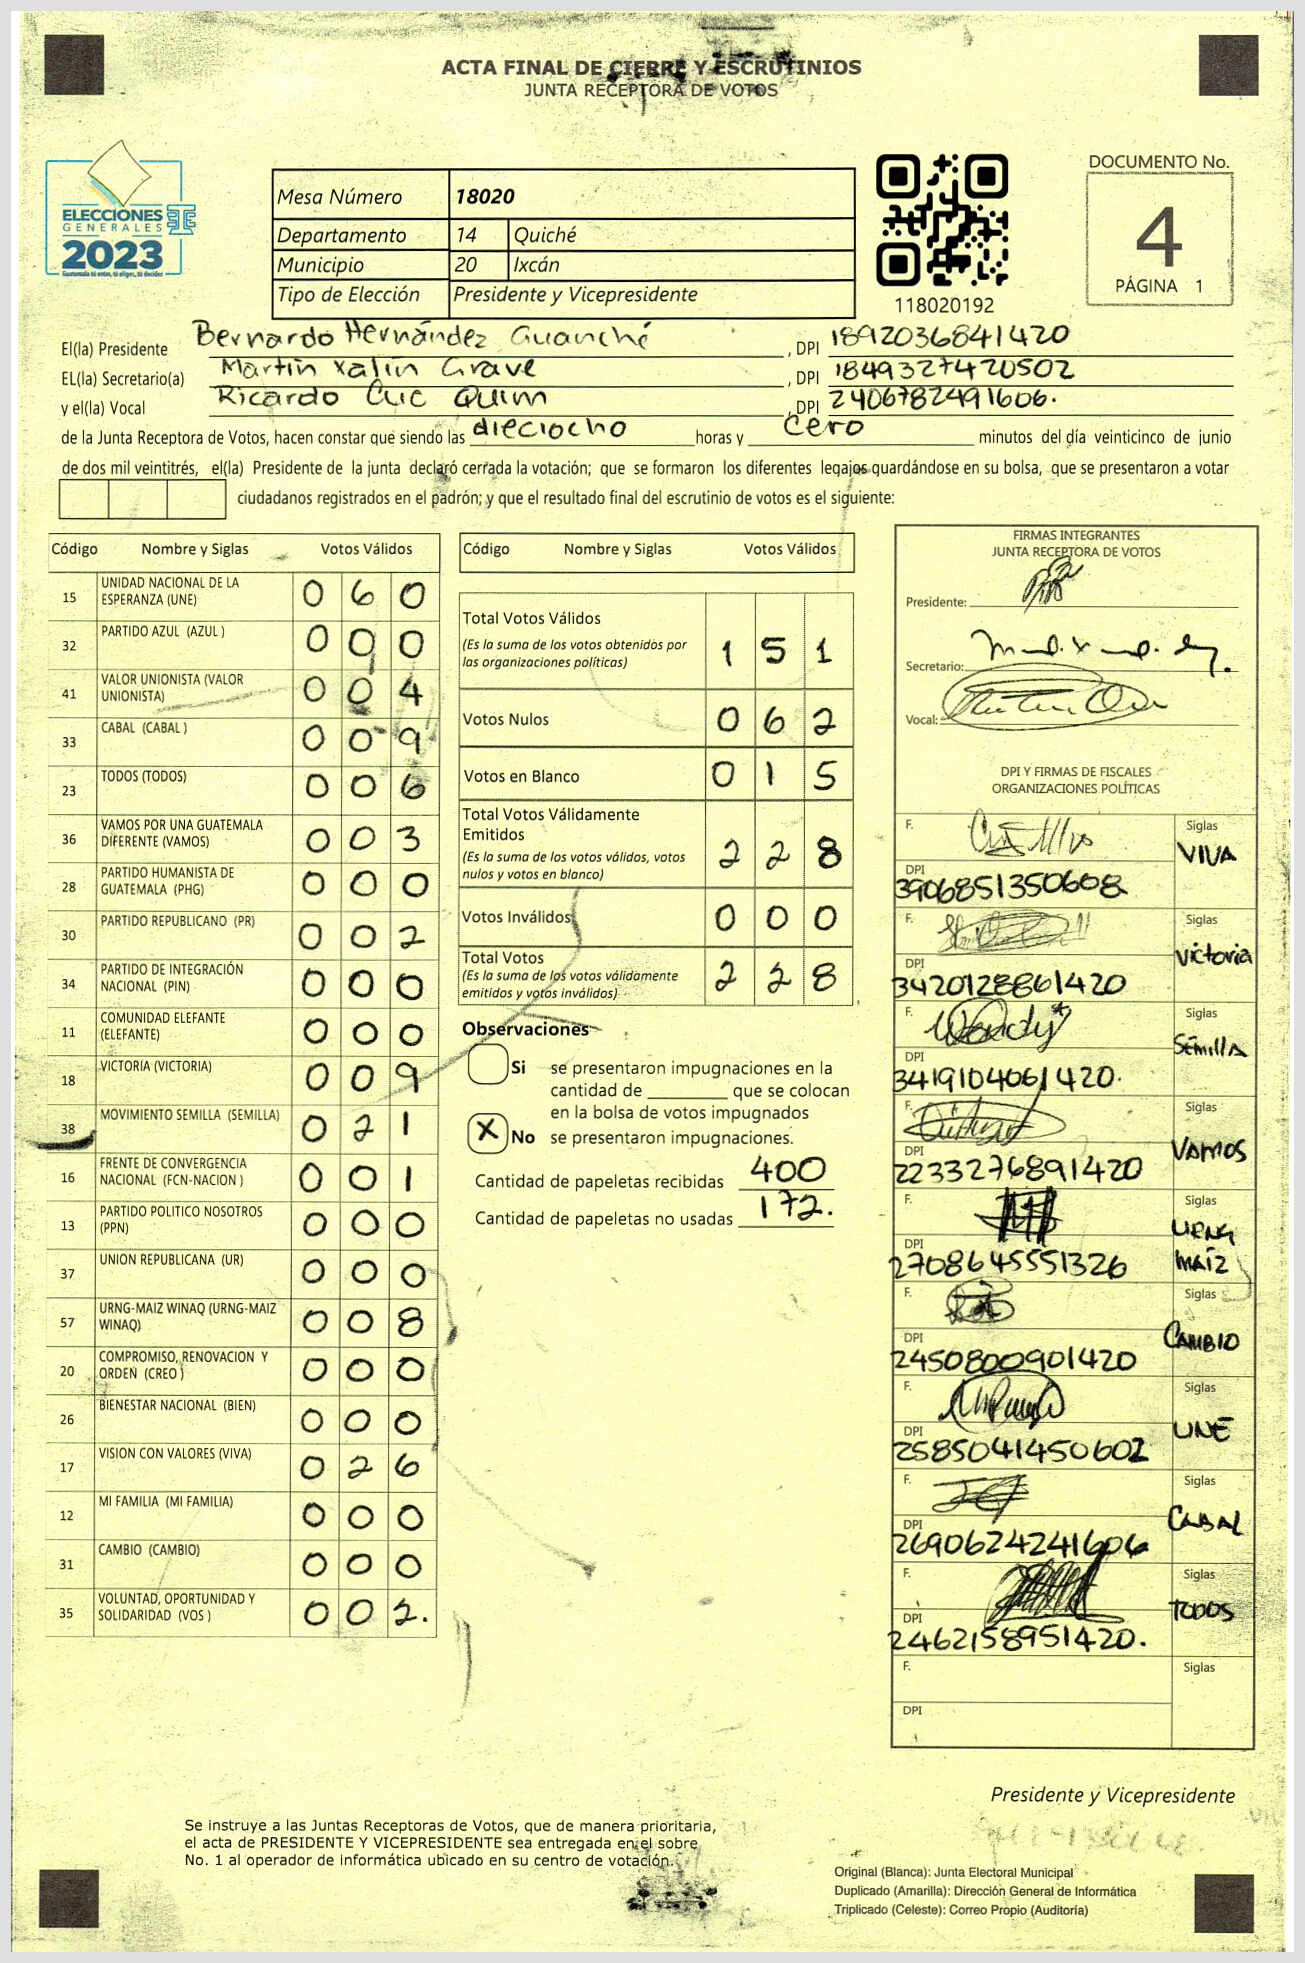 ACTA FINAL DE CIERRE Y ESCRUTINIOS
JUNTA RECEPTORA DE VOTOS
ELECCIONES
GENERALES
2023
Mesa Número 18020
Departamento 14 Quiché
Municipio 20 Ixcán
Tipo de Elección Presidente y Vicepresidente
118020192
DOCUMENTO No.
4
PÁGINA 1
El(la) Presidente Bernardo Hernández Guanché, DPI 1892036841420
EL(la) Secretario(a) Martin Xalin Grave, DPI 1849327420502
y el(la) Vocal Ricardo Cuc Quim, DPI 2406782491606.
de la Junta Receptora de Votos, hacen constar que siendo las dieciocho horas y Cero minutos del día veinticinco de junio
de dos mil veintitrés, el(la) Presidente de la junta declaró cerrada la votación; que se formaron los diferentes legajos guardándose en su bolsa, que se presentaron a votar
ciudadanos registrados en el padrón; y que el resultado final del escrutinio de votos es el siguiente:
Código Nombre y Siglas Votos Válidos
15 UNIDAD NACIONAL DE LA ESPERANZA (UNE) 0 6 0
32 PARTIDO AZUL (AZUL ) 0 0 0
41 VALOR UNIONISTA (VALOR UNIONISTA) 0 0 4
33 CABAL (CABAL ) 0 0 9
23 TODOS (TODOS) 0 0 6
36 VAMOS POR UNA GUATEMALA DIFERENTE (VAMOS) 0 0 3
28 PARTIDO HUMANISTA DE GUATEMALA (PHG) 0 0 0
30 PARTIDO REPUBLICANO (PR) 0 0 2
34 PARTIDO DE INTEGRACIÓN NACIONAL (PIN) 0 0 0
11 COMUNIDAD ELEFANTE (ELEFANTE) 0 0 0
18 VICTORIA (VICTORIA) 0 0 9
38 MOVIMIENTO SEMILLA (SEMILLA) 0 2 1
16 FRENTE DE CONVERGENCIA NACIONAL (FCN-NACION ) 0 0 1
13 PARTIDO POLITICO NOSOTROS (PPN) 0 0 0
37 UNION REPUBLICANA (UR) 0 0 0
57 URNG-MAIZ WINAQ (URNG-MAIZ WINAQ) 0 0 8
20 COMPROMISO, RENOVACION Y ORDEN (CREO ) 0 0 0
26 BIENESTAR NACIONAL (BIEN) 0 0 0
17 VISION CON VALORES (VIVA) 0 2 6
12 MI FAMILIA (MI FAMILIA) 0 0 0
31 CAMBIO (CAMBIO) 0 0 0
35 VOLUNTAD, OPORTUNIDAD Y SOLIDARIDAD (VOS ) 0 0 2.
Código Nombre y Siglas Votos Válidos
Total Votos Válidos 1 5 1
(Es la suma de los votos obtenidos por
las organizaciones políticas)
Votos Nulos 0 6 2
Votos en Blanco 0 1 5
Total Votos Válidamente
Emitidos 2 2 8
(Es la suma de los votos válidos, votos
nulos y votos en blanco)
Votos Inválidos 0 0 0
Total Votos 2 2 8
(Es la suma de los votos válidamente
emitidos y votos inválidos)
Observaciones
Si se presentaron impugnaciones en la
cantidad de que se colocan
en la bolsa de votos impugnados
X No se presentaron impugnaciones.
Cantidad de papeletas recibidas 400
Cantidad de papeletas no usadas 172.
FIRMAS INTEGRANTES
JUNTA RECEPTORA DE VOTOS
Presidente:
Secretario:
Vocal:
DPI Y FIRMAS DE FISCALES
ORGANIZACIONES POLÍTICAS
F. Siglas VIVA
DPI 3906851350608
F. Siglas Victoria
DPI 3420128861420
F. Wendy Siglas Semilla
DPI 3419104061420.
F. Siglas VAMOS
DPI 2233276891420
F. Siglas URNG MAÍZ
DPI 2708645551326
F. Siglas CAMBIO
DPI 2450800901420
F. Siglas UNE
DPI 2585041450602
F. Siglas CABAL
DPI 2690624241606
F. Siglas TODOS
DPI 2462158951420.
F. Siglas
DPI
Presidente y Vicepresidente
Se instruye a las Juntas Receptoras de Votos, que de manera prioritaria,
el acta de PRESIDENTE Y VICEPRESIDENTE sea entregada en el sobre
No. 1 al operador de informática ubicado en su centro de votación.
Original (Blanca): Junta Electoral Municipal
Duplicado (Amarilla): Dirección General de Informática
Triplicado (Celeste): Correo Propio (Auditoría)